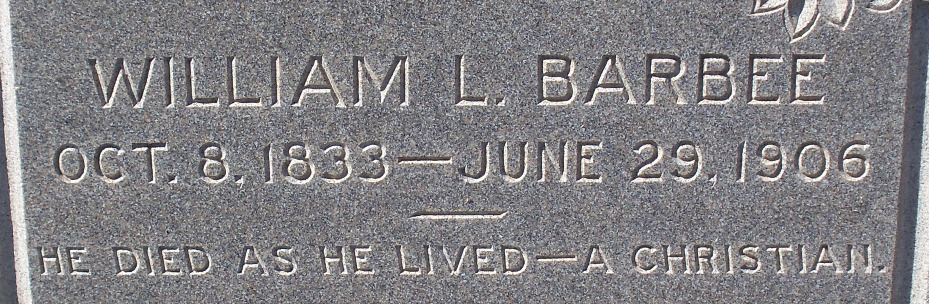 WILLIAM L. BARBEE
OCT. 8, 1833—JUNE 29, 1906
HE DIED AS HE LIVED—A CHRISTIAN.